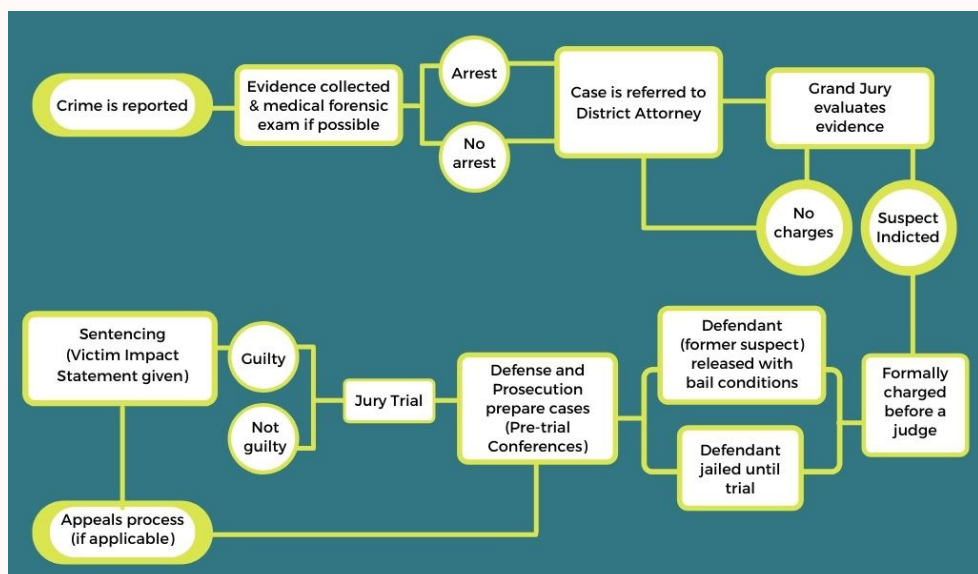 Crime is reported
Evidence collected
& medical forensic
exam if possible
Arrest
No
arrest
Case is referred to
District Attorney
Grand Jury
evaluates
evidence
No
charges
Suspect
Indicted
Formally
charged
before a
judge
Defendant
(former suspect)
released with
bail conditions
Defendant
jailed until
trial
Defense and
Prosecution
prepare cases
(Pre-trial
Conferences)
Jury Trial
Guilty
Not
guilty
Sentencing
(Victim Impact
Statement given)
Appeals process
(if applicable)